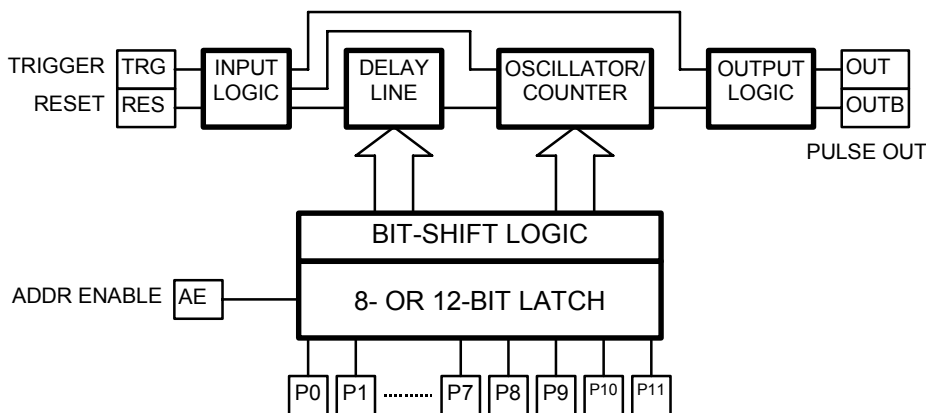 TRIGGER TRG INPUT LOGIC DELAY LINE OSCILLATOR/ COUNTER OUTPUT LOGIC OUT
RESET RES OUTB
PULSE OUT
BIT-SHIFT LOGIC
ADDR ENABLE AE 8- OR 12-BIT LATCH
P0 P1 ........ P7 P8 P9 P10 P11